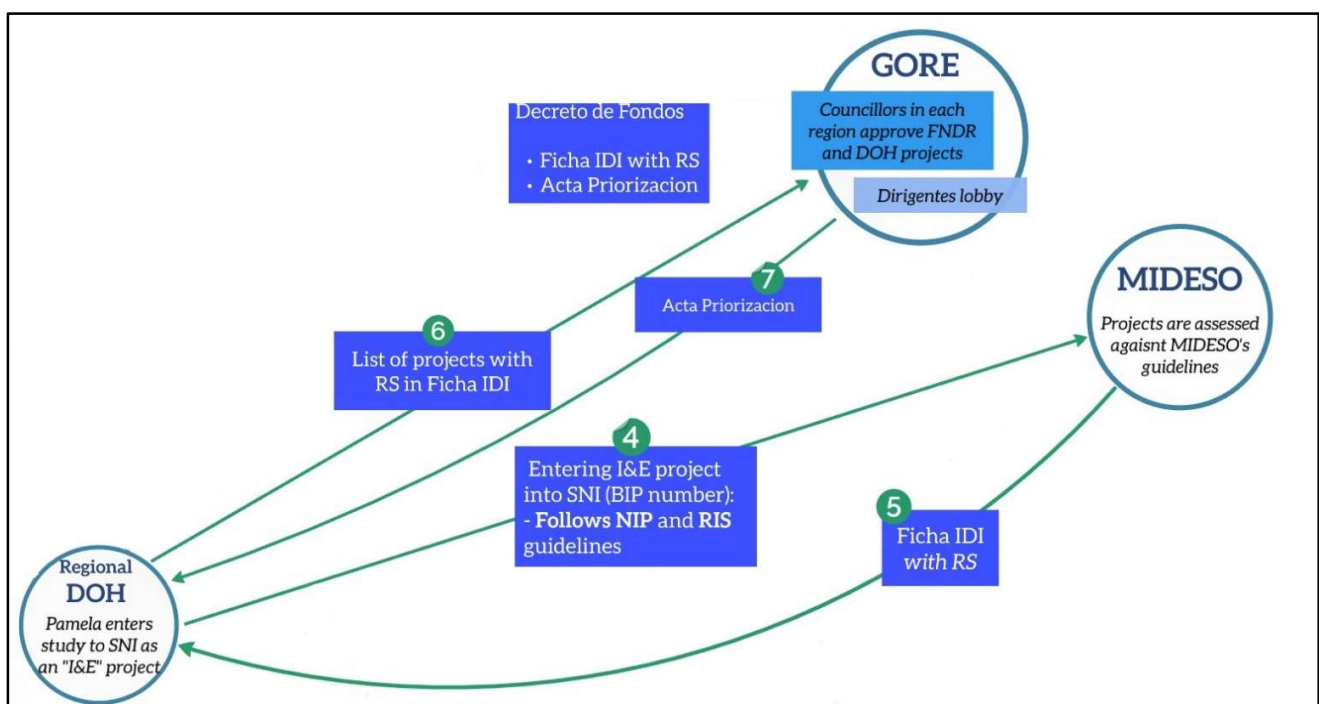 GORE
Councillors in each
region approve FNDR
and DOH projects
Dirigentes lobby
Decreto de Fondos
• Ficha IDI with RS
• Acta Priorizacion
MIDESO
Projects are assessed
agaisnt MIDESO's
guidelines
7
Acta Priorizacion
6
List of projects with
RS in Ficha IDI
4
Entering I&E project
into SNI (BIP number):
- Follows NIP and RIS
guidelines
5
Ficha IDI
with RS
Regional
DOH
Pamela enters
study to SNI as
an "I&E" project